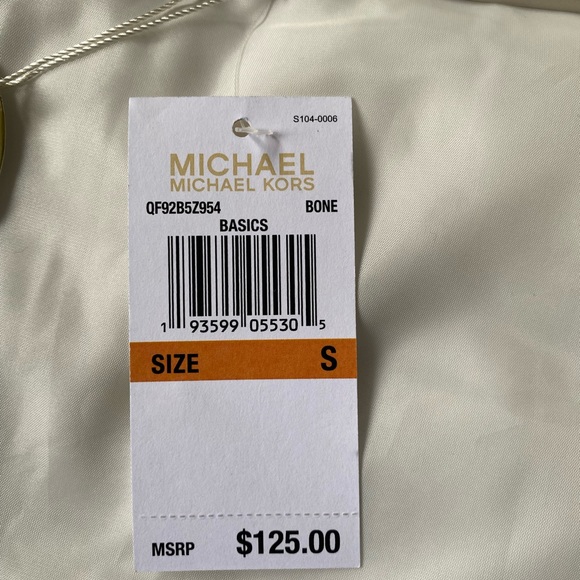 S104-0006
MICHAEL
MICHAEL KORS
QF92B5Z954 BONE
BASICS
1 93599 05530 5
SIZE S
MSRP $125.00